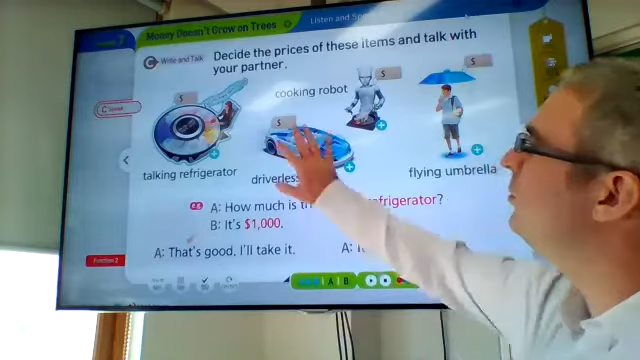 Money Doesn't Grow on Trees
Listen and
C Write and Talk
Decide the prices of these items and talk with
your partner.
$
$
$
$
cooking robot
talking refrigerator
flying umbrella
e.g A: How much is refrigerator?
B: It's $1,000.
A: That's good. I'll take it.
A:
A B